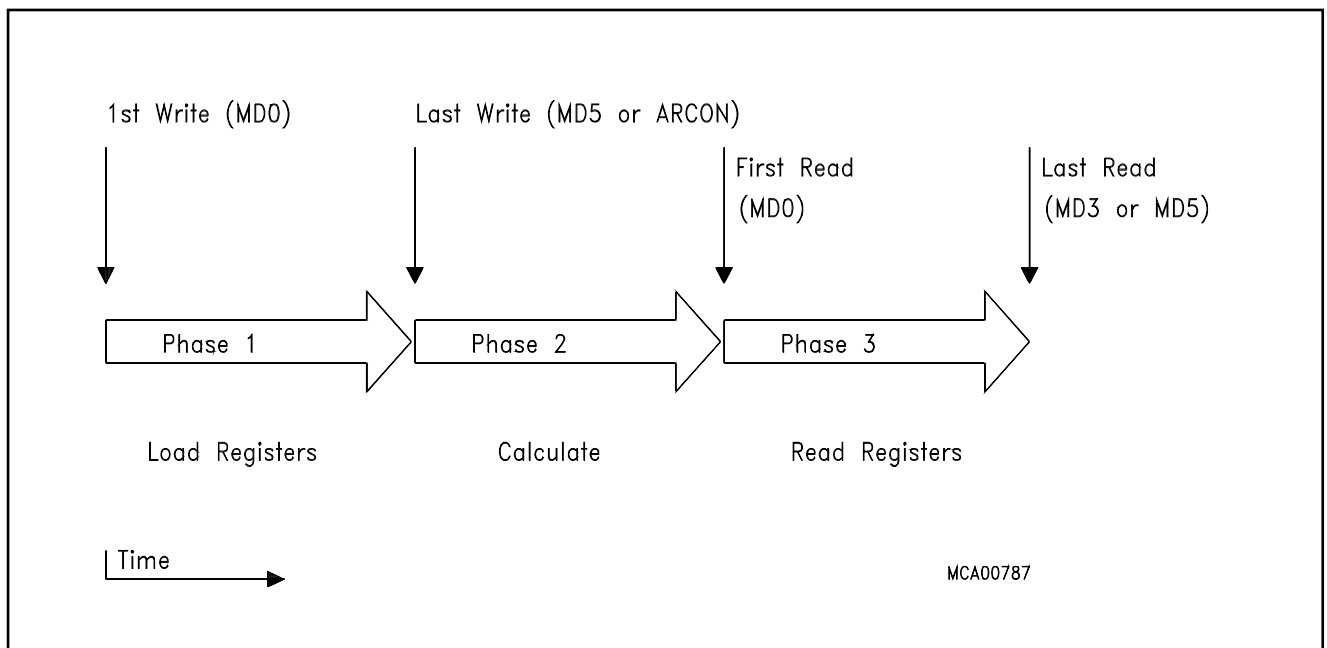 1st Write (MD0)
Last Write (MD5 or ARCON)
First Read
(MD0)
Last Read
(MD3 or MD5)
Phase 1
Phase 2
Phase 3
Load Registers
Calculate
Read Registers
Time
MCA00787